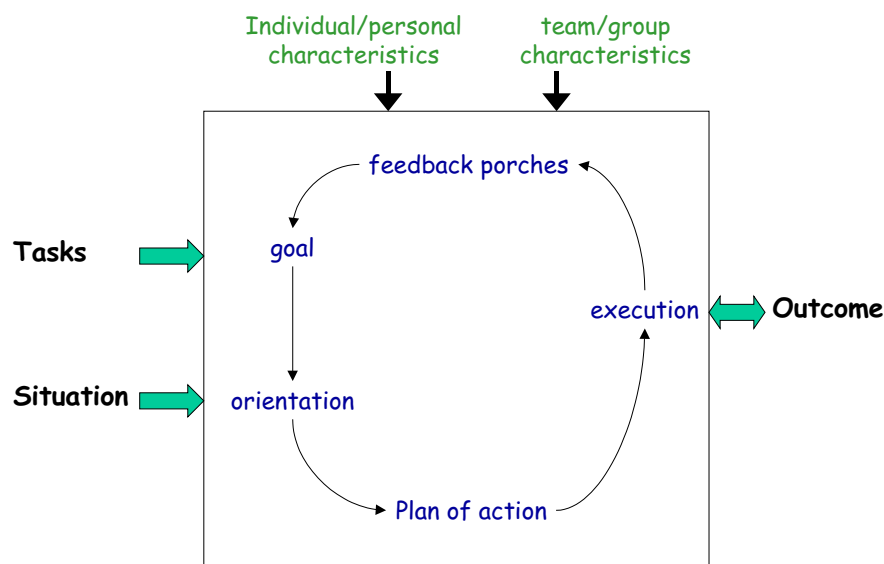 Individual/personal
characteristics
team/group
characteristics
feedback porches
Tasks
goal
execution
Outcome
Situation
orientation
Plan of action